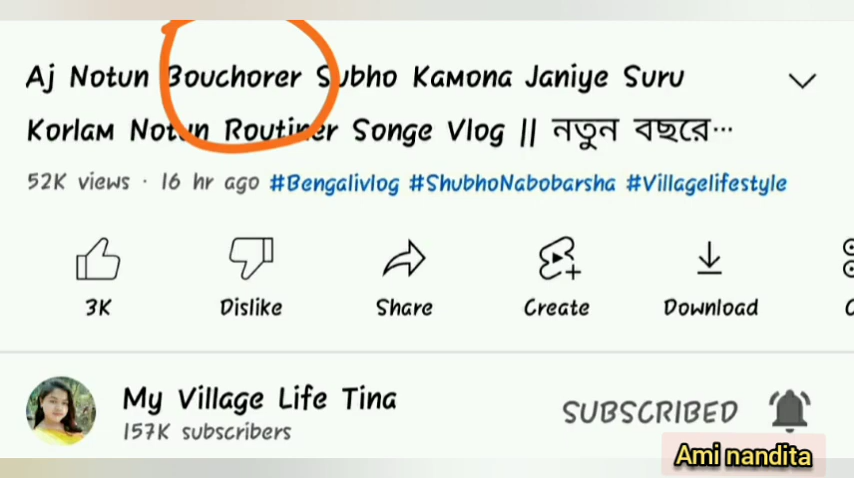 Aj Notun Bouchorer Subho Kamona Janiye Suru
Korlam Notun Routiner Songe Vlog || নতুন বছরে...
52K views · 16 hr ago #Bengalivlog #ShubhoNabobarsha #Villagelifestyle
3K Dislike Share Create Download
My Village Life Tina
157K subscribers
SUBSCRIBED
Ami nandita